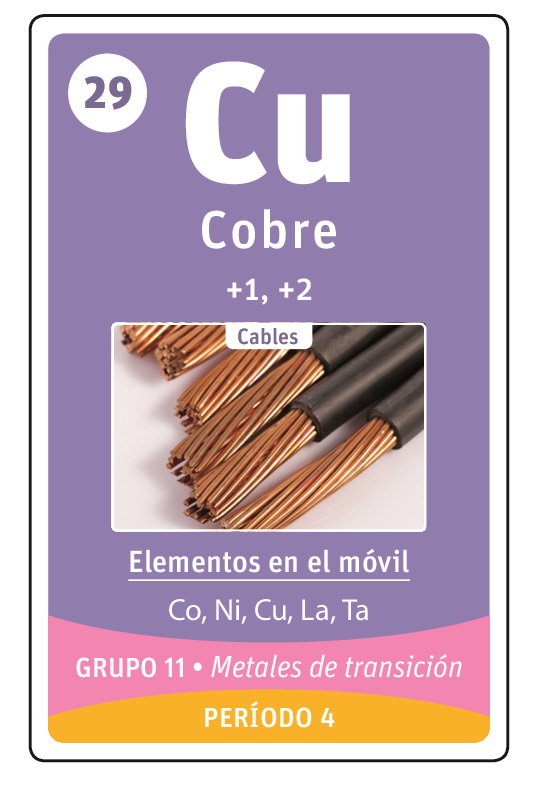 29
Cu
Cobre
+1, +2
Cables
Elementos en el móvil
Co, Ni, Cu, La, Ta
GRUPO 11 • Metales de transición
PERÍODO 4